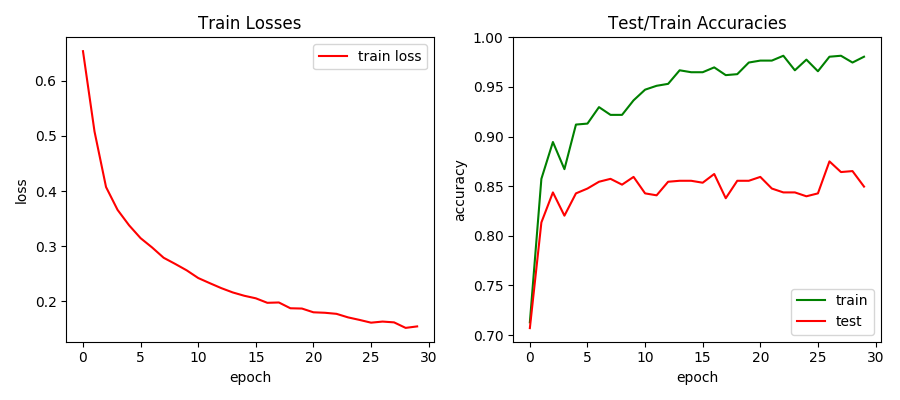 Train Losses
train loss
0.6
0.5
0.4
0.3
0.2
loss
0 5 10 15 20 25 30
epoch
Test/Train Accuracies
1.00
0.95
0.90
0.85
0.80
0.75
0.70
accuracy
train
test
0 5 10 15 20 25 30
epoch